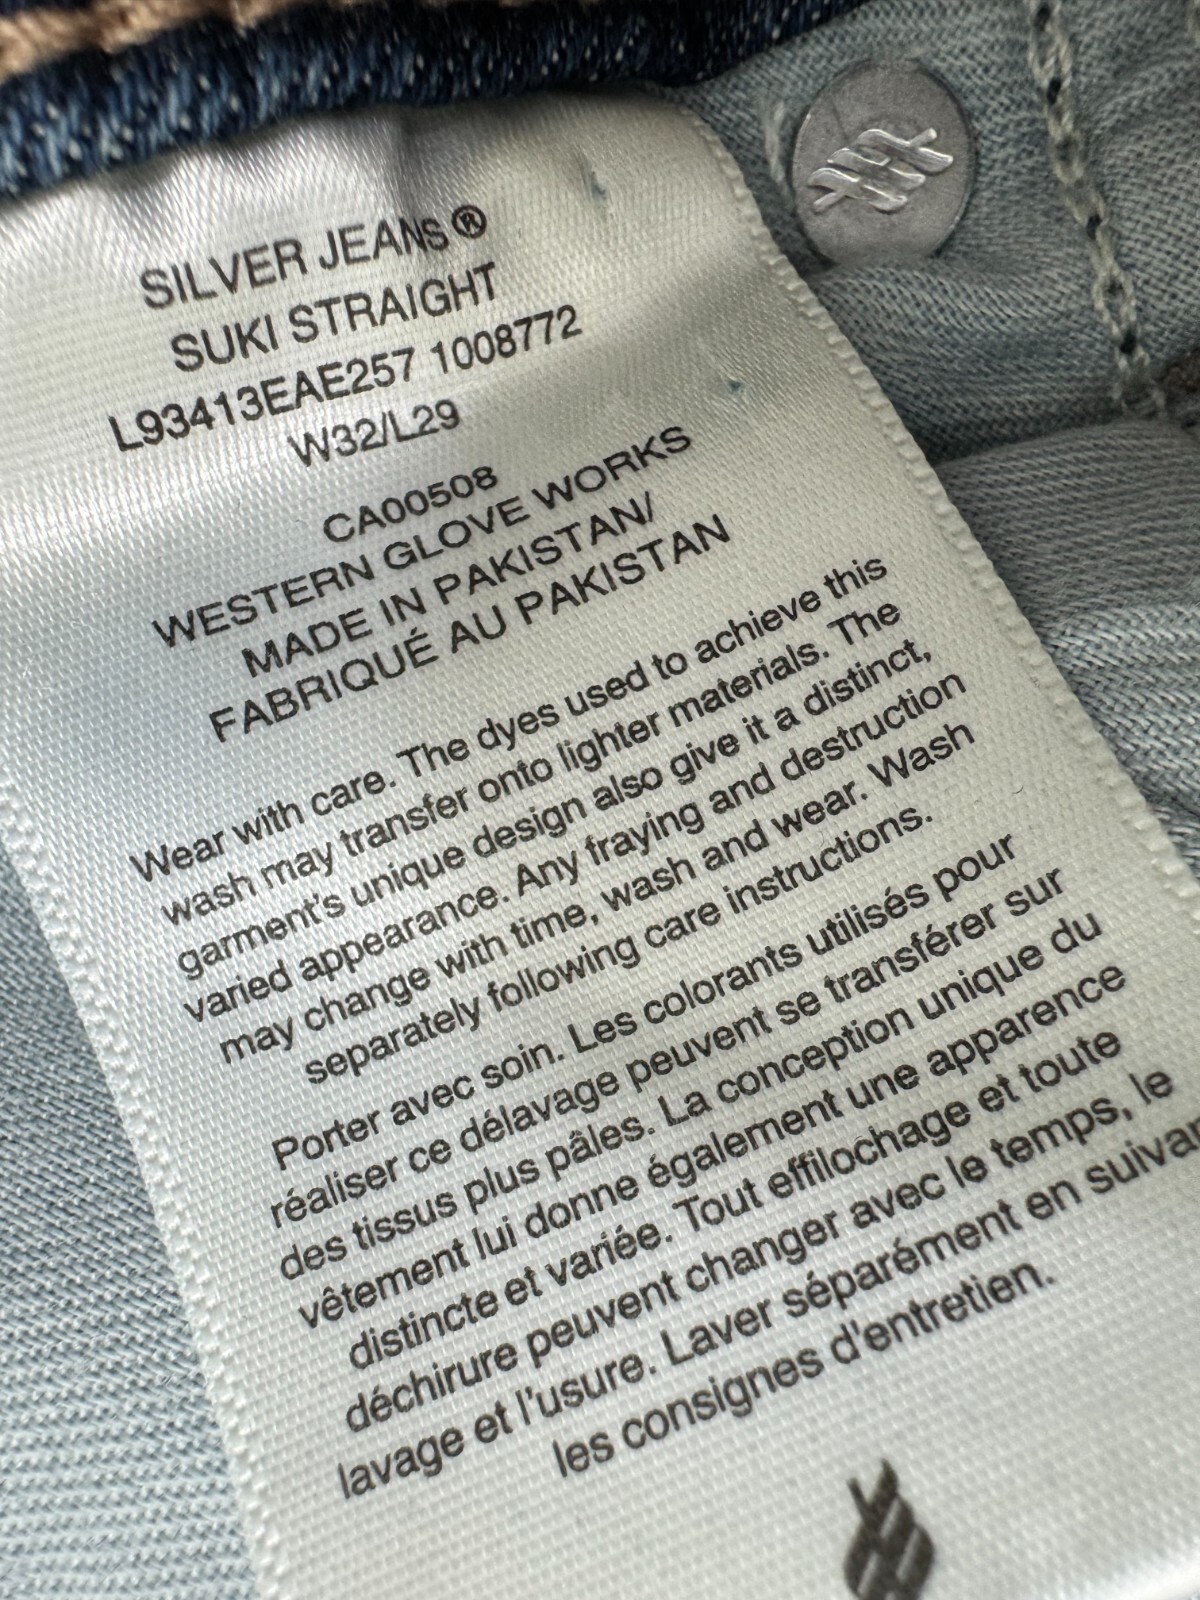 SILVER JEANS®
SUKI STRAIGHT
L93413EAE257 1008772
W32/L29
CA00508
WESTERN GLOVE WORKS
MADE IN PAKISTAN/
FABRIQUÉ AU PAKISTAN
Wear with care. The dyes used to achieve this
wash may transfer onto lighter materials. The
garment's unique design also give it a distinct,
varied appearance. Any fraying and destruction
may change with time, wash and wear. Wash
separately following care instructions.
Porter avec soin. Les colorants utilisés pour
réaliser ce délavage peuvent se transférer sur
des tissus plus pâles. La conception unique du
vêtement lui donne également une apparence
distincte et variée. Tout effilochage et toute
déchirure peuvent changer avec le temps, le
lavage et l'usure. Laver séparément en suivan
les consignes d'entretien.